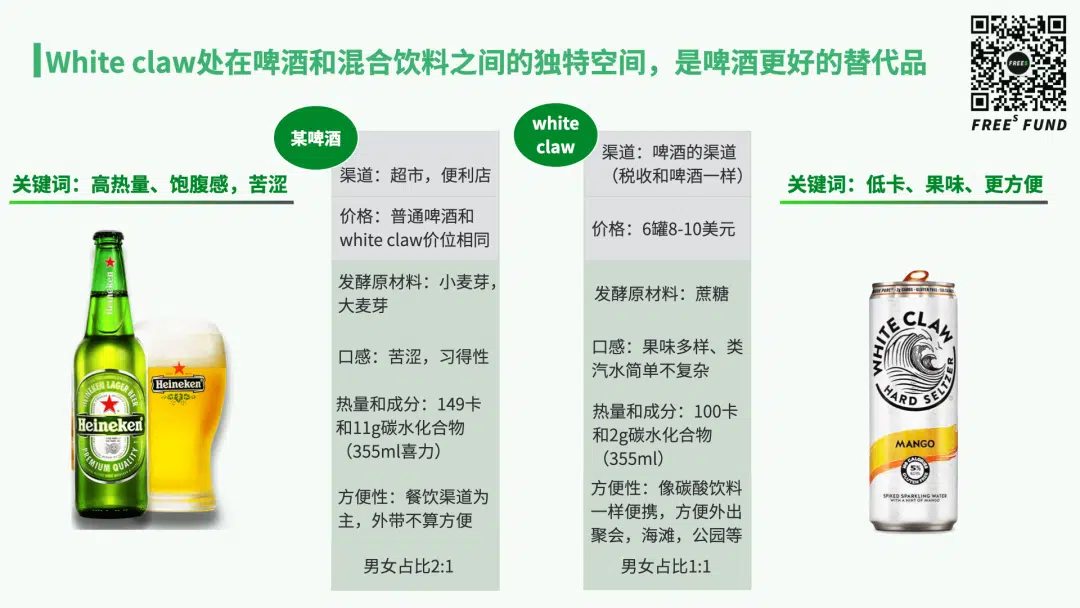 White claw处在啤酒和混合饮料之间的独特空间，是啤酒更好的替代品
FREES FUND
某啤酒
关键词：高热量、饱腹感，苦涩
渠道：超市，便利店
价格：普通啤酒和
white claw价位相同
发酵原材料：小麦芽，
大麦芽
口感：苦涩，习得性
热量和成分：149卡
和11g碳水化合物
（355ml喜力）
方便性：餐饮渠道为
主，外带不算方便
男女占比2:1
white
claw
渠道：啤酒的渠道
（税收和啤酒一样）
价格：6罐8-10美元
发酵原材料：蔗糖
口感：果味多样、类
汽水简单不复杂
热量和成分：100卡
和2g碳水化合物
（355ml）
方便性：像碳酸饮料
一样便携，方便外出
聚会，海滩，公园等
男女占比1:1
关键词：低卡、果味、更方便
Heineken
HEINEKEN LAGER BEER
Heineken
PREMIUM QUALITY
Heineken
WHITE CLAW
HARD SELTZER
MANGO
5%
SPIKED SPARKLING WATER
WITH A HINT OF MANGO